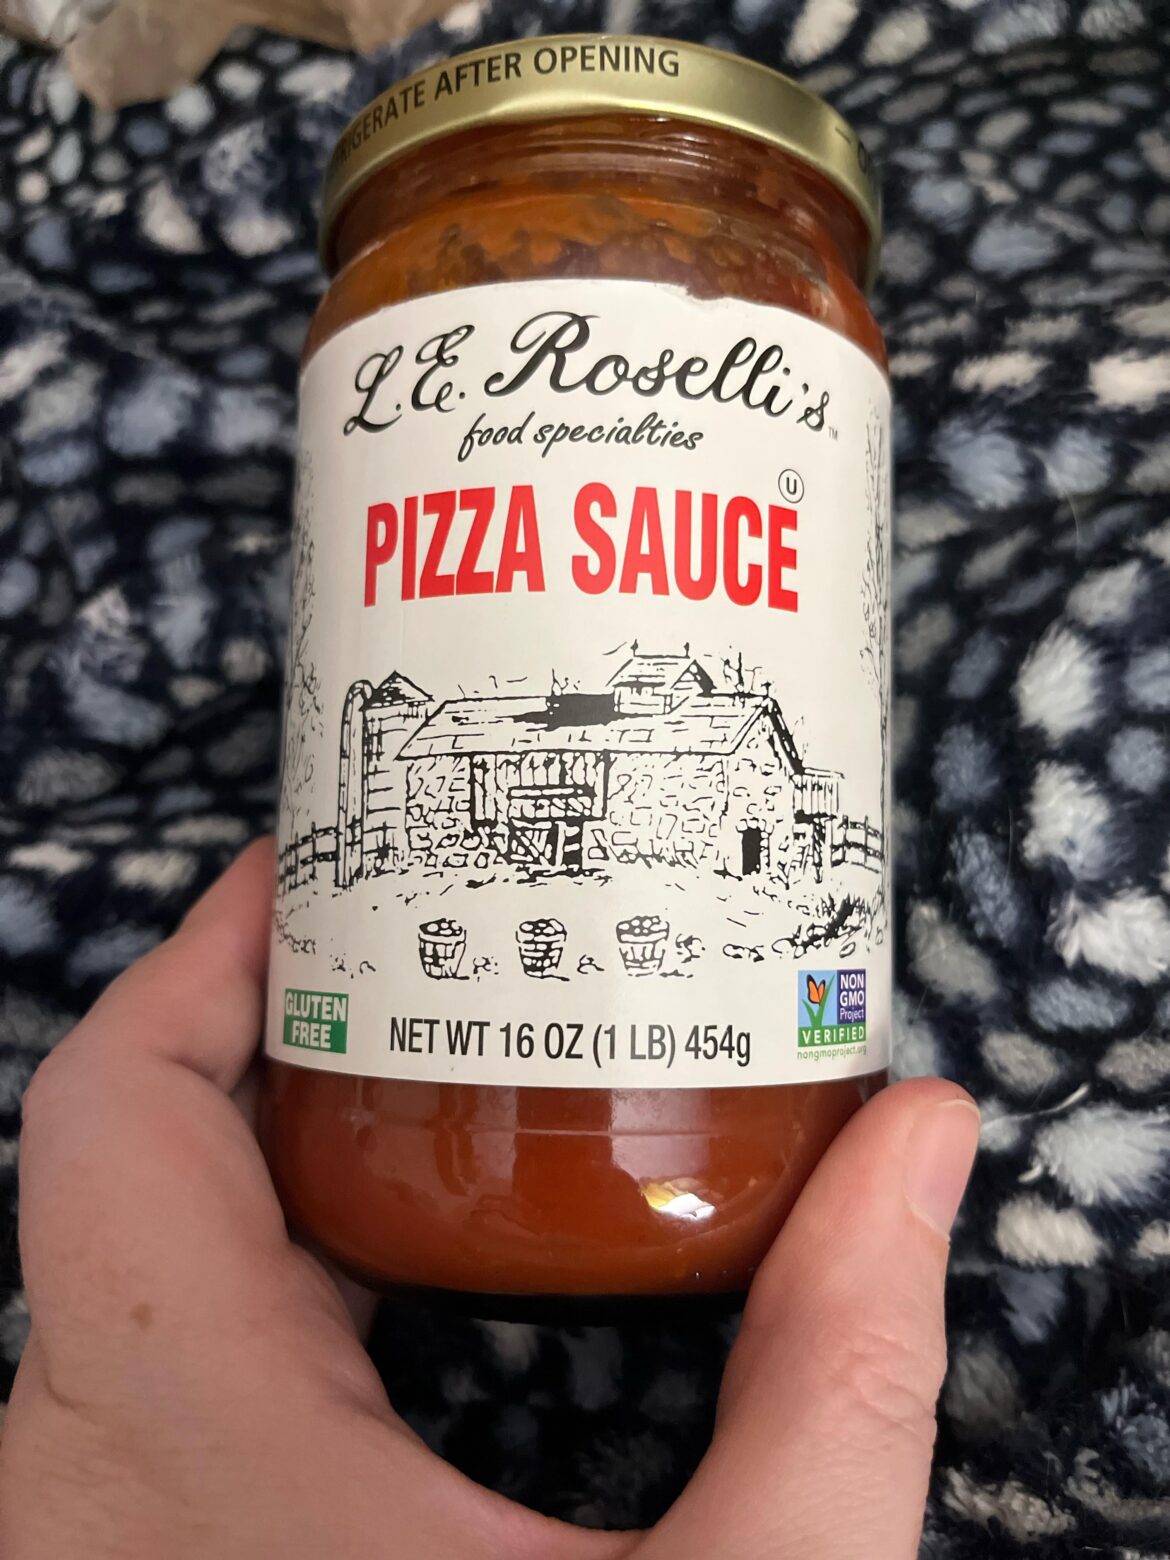 AFTER OPENING
L.E. Roselli's™
food specialties
U
PIZZA SAUCE
GLUTEN
FREE
NET WT 16 OZ (1 LB) 454g
NON
GMO
Project
VERIFIED
nongmoproject.org